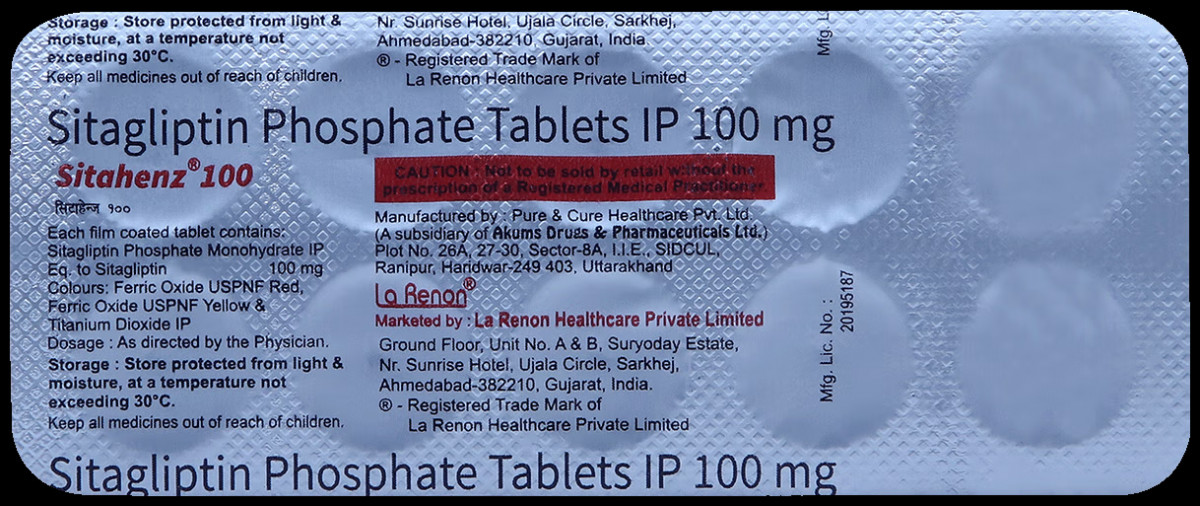 Storage : Store protected from light &
moisture, at a temperature not
exceeding 30°C.
Keep all medicines out of reach of children.
Nr. Sunrise Hotel, Ujala Circle, Sarkhej,
Ahmedabad-382210, Gujarat, India.
® - Registered Trade Mark of
La Renon Healthcare Private Limited
Mfg. L
Sitagliptin Phosphate Tablets IP 100 mg
Sitahenz®100
सिटाहेन्ज १००
Each film coated tablet contains:
Sitagliptin Phosphate Monohydrate IP
Eq. to Sitagliptin 100 mg
Colours: Ferric Oxide USPNF Red,
Ferric Oxide USPNF Yellow &
Titanium Dioxide IP
Dosage : As directed by the Physician.
Storage : Store protected from light &
moisture, at a temperature not
exceeding 30°C.
Keep all medicines out of reach of children.
CAUTION : Not to be sold by retail without the
prescription of a Registered Medical Practitioner.
Manufactured by : Pure & Cure Healthcare Pvt. Ltd.
(A subsidiary of Akums Drugs & Pharmaceuticals Ltd.)
Plot No. 26A, 27-30, Sector-8A, I.I.E., SIDCUL,
Ranipur, Haridwar-249 403, Uttarakhand
La Renon®
Marketed by : La Renon Healthcare Private Limited
Ground Floor, Unit No. A & B, Suryoday Estate,
Nr. Sunrise Hotel, Ujala Circle, Sarkhej,
Ahmedabad-382210, Gujarat, India.
® - Registered Trade Mark of
La Renon Healthcare Private Limited
Mfg. Lic. No. :
20195187
Sitagliptin Phosphate Tablets IP 100 mg